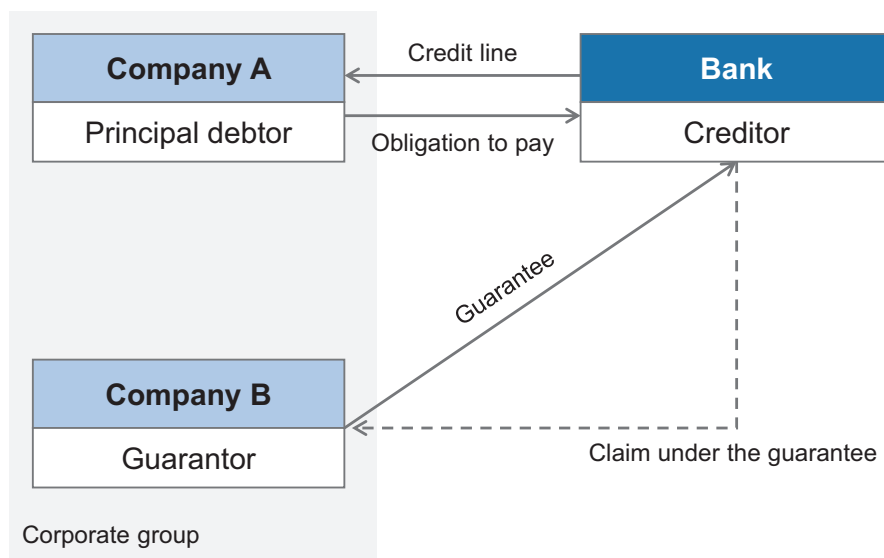 Company A
Principal debtor
Credit line
Obligation to pay
Bank
Creditor
Guarantee
Company B
Guarantor
Claim under the guarantee
Corporate group